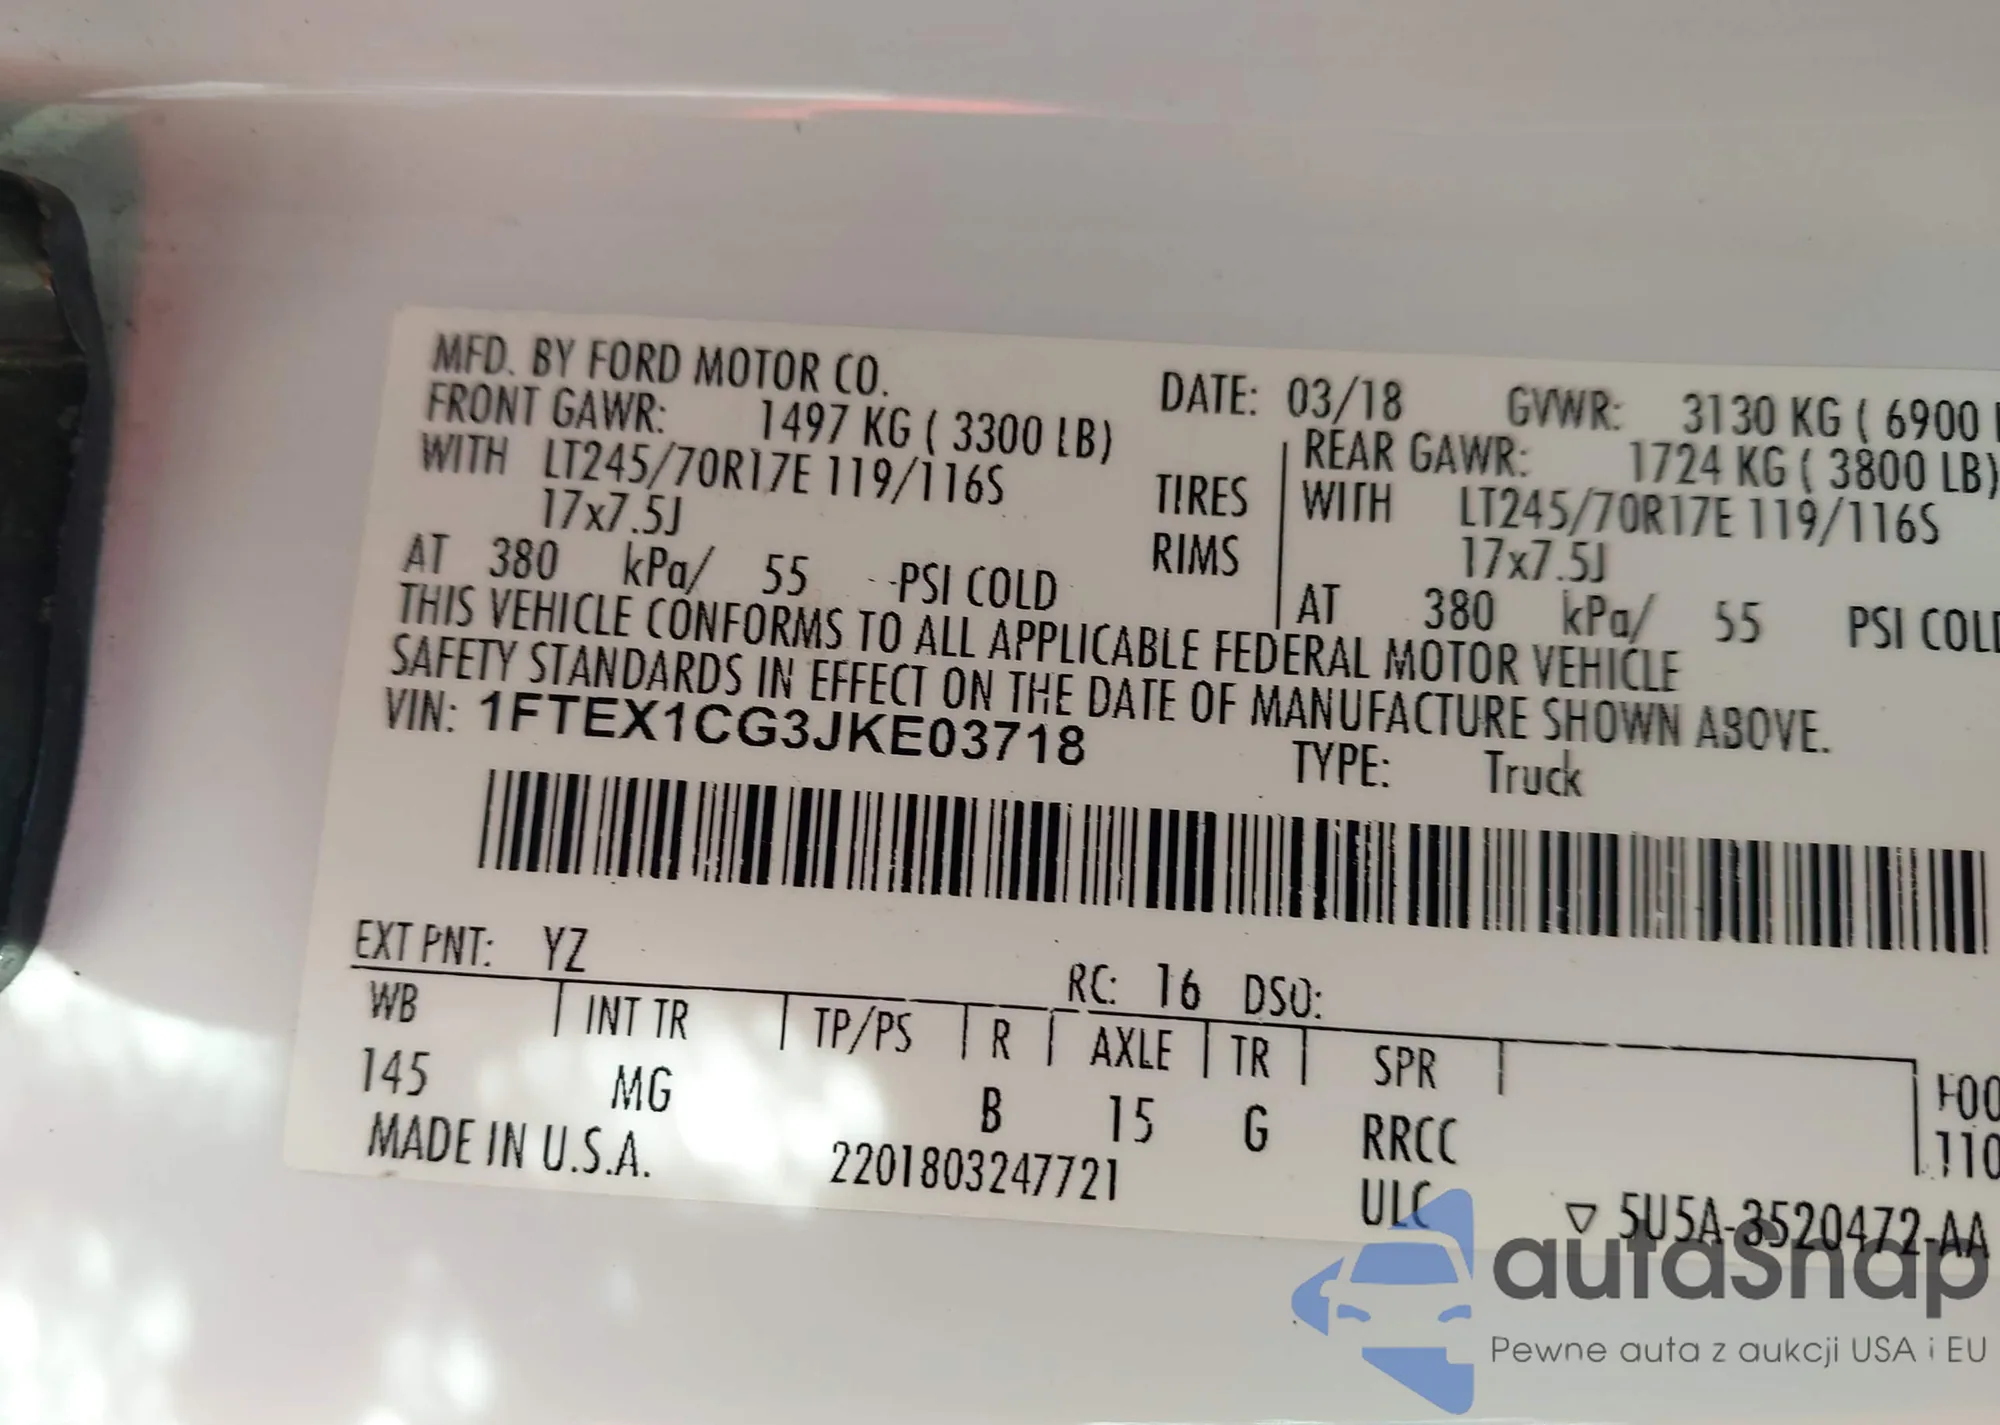 MFD. BY FORD MOTOR CO.
DATE: 03/18 GVWR: 3130 KG ( 6900
FRONT GAWR: 1497 KG ( 3300 LB)
REAR GAWR: 1724 KG ( 3800 LB)
WITH LT245/70R17E 119/116S TIRES WITH LT245/70R17E 119/116S
17x7.5J RIMS 17x7.5J
AT 380 kPa/ 55 PSI COLD AT 380 kPa/ 55 PSI COLD
THIS VEHICLE CONFORMS TO ALL APPLICABLE FEDERAL MOTOR VEHICLE
SAFETY STANDARDS IN EFFECT ON THE DATE OF MANUFACTURE SHOWN ABOVE.
VIN: 1FTEX1CG3JKE03718
TYPE: Truck
EXT PNT: YZ RC: 16 DSO:
WB INT TR TP/PS R AXLE TR SPR
145 MG B 15 G RRCC
MADE IN U.S.A. 2201803247721 ULC
▽ 5U5A-3520472-AA
autaSnap
Pewne auta z aukcji USA i EU